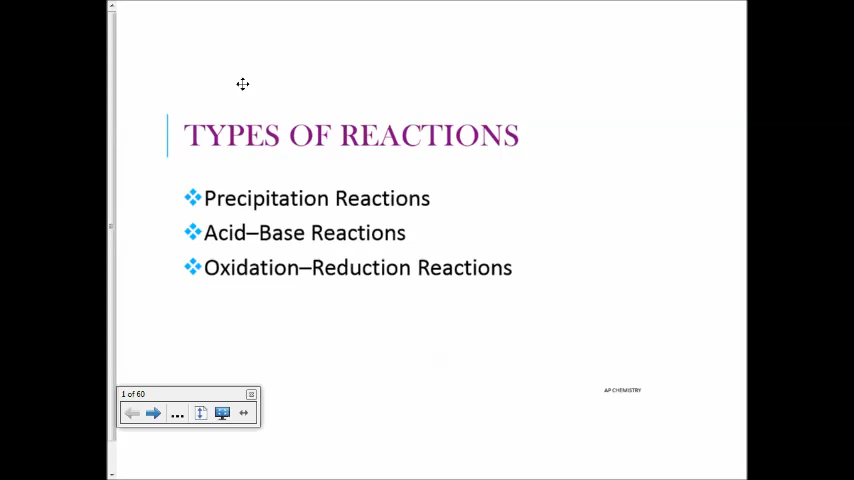 TYPES OF REACTIONS
Precipitation Reactions
Acid–Base Reactions
Oxidation–Reduction Reactions
AP CHEMISTRY
1 of 60